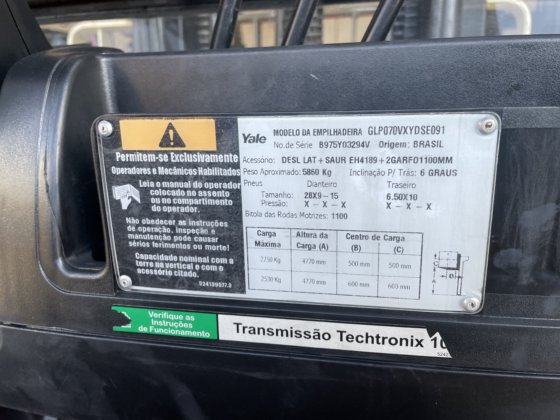 Permitem-se Exclusivamente
Operadores e Mecânicos Habilitados
Leia o manual do operador
colocado no assento
ou no compartimento
do operador.
Não obedecer as instruções
de operação, inspeção e
manutenção pode causar
sérios ferimentos ou morte!
Capacidade nominal com a
torre na vertical e com o
acessório citado.
Yale
MODELO DA EMPILHADEIRA GLP070VXYDSE091
No.de Série B975Y03294V Origem: BRASIL
Acessório: DESL LAT + SAUR EH4189 +2GARFO1100MM
Peso Aproximado: 5860 Kg Inclinação P/ Trás: 6 GRAUS
Pneus Dianteiro Traseiro
Tamanho: 28X9-15 6.50X10
Pressão: X - X - X X - X - X
Bitola das Rodas Motrizes: 1100
Carga Máxima Altura da Carga (A) Centro de Carga (B) (C)
2750 Kg 4770 mm 500 mm 500 mm
2530 Kg 4770 mm 600 mm 600 mm
Verifique as
Instruções
de Funcionamento
Transmissão Techtronix